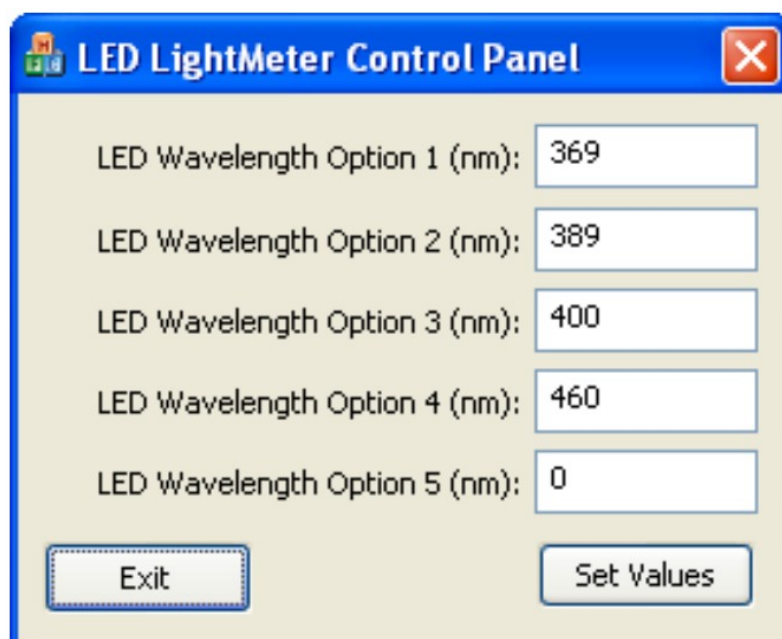 LED LightMeter Control Panel
LED Wavelength Option 1 (nm): 369
LED Wavelength Option 2 (nm): 389
LED Wavelength Option 3 (nm): 400
LED Wavelength Option 4 (nm): 460
LED Wavelength Option 5 (nm): 0
Exit Set Values